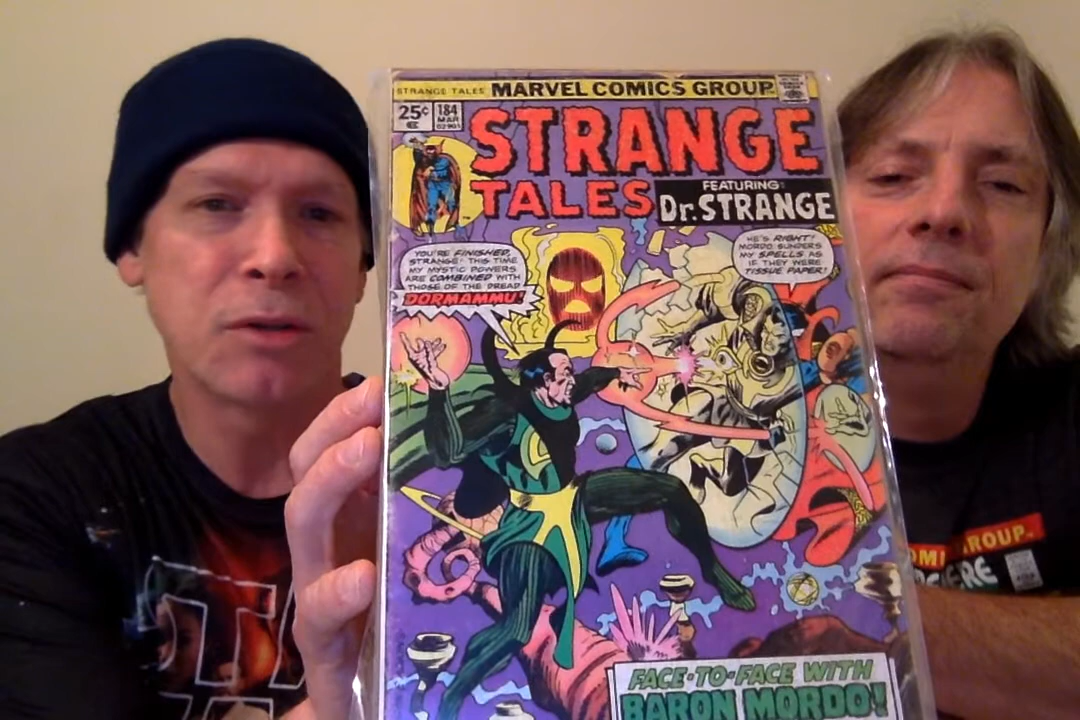 STRANGE TALES MARVEL COMICS GROUP
25¢
184
MAR
02901
STRANGE
TALES
FEATURING:
Dr. STRANGE
YOU'RE FINISHED,
STRANGE! THIS TIME
MY MYSTIC POWERS
ARE COMBINED WITH
THOSE OF THE DREAD
DORMAMMU!
HE'S RIGHT!
MORDO SUNDERS
MY SPELLS AS
IF THEY WERE
TISSUE PAPER!
FACE-TO-FACE WITH
BARON MORDO!